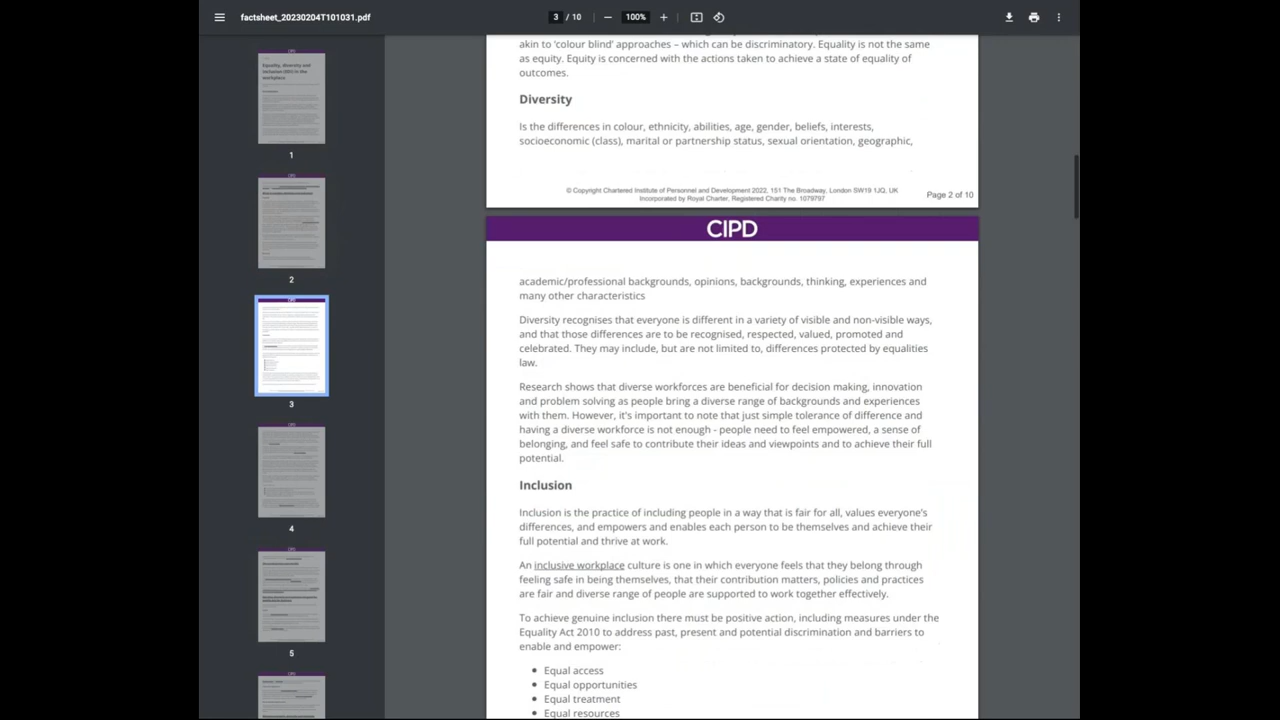 factsheet_20230204T101031.pdf
3 / 10
100%
akin to ‘colour blind’ approaches – which can be discriminatory. Equality is not the same
as equity. Equity is concerned with the actions taken to achieve a state of equality of
outcomes.
Diversity
Is the differences in colour, ethnicity, abilities, age, gender, beliefs, interests,
socioeconomic (class), marital or partnership status, sexual orientation, geographic,
© Copyright Chartered Institute of Personnel and Development 2022, 151 The Broadway, London SW19 1JQ, UK
Incorporated by Royal Charter, Registered Charity no. 1079797
Page 2 of 10
CIPD
academic/professional backgrounds, opinions, backgrounds, thinking, experiences and
many other characteristics
Diversity recognises that everyone is different in a variety of visible and non-visible ways,
and that those differences are to be recognised, respected, valued, promoted and
celebrated. They may include, but are not limited to, differences protected by equalities
law.
Research shows that diverse workforces are beneficial for decision making, innovation
and problem solving as people bring a diverse range of backgrounds and experiences
with them. However, it's important to note that just simple tolerance of difference and
having a diverse workforce is not enough - people need to feel empowered, a sense of
belonging, and feel safe to contribute their ideas and viewpoints and to achieve their full
potential.
Inclusion
Inclusion is the practice of including people in a way that is fair for all, values everyone’s
differences, and empowers and enables each person to be themselves and achieve their
full potential and thrive at work.
An inclusive workplace culture is one in which everyone feels that they belong through
feeling safe in being themselves, that their contribution matters, policies and practices
are fair and diverse range of people are supported to work together effectively.
To achieve genuine inclusion there must be positive action, including measures under the
Equality Act 2010 to address past, present and potential discrimination and barriers to
enable and empower:
• Equal access
• Equal opportunities
• Equal treatment
• Equal resources
Equality, diversity and
inclusion (EDI) in the
workplace
1
2
3
4
5